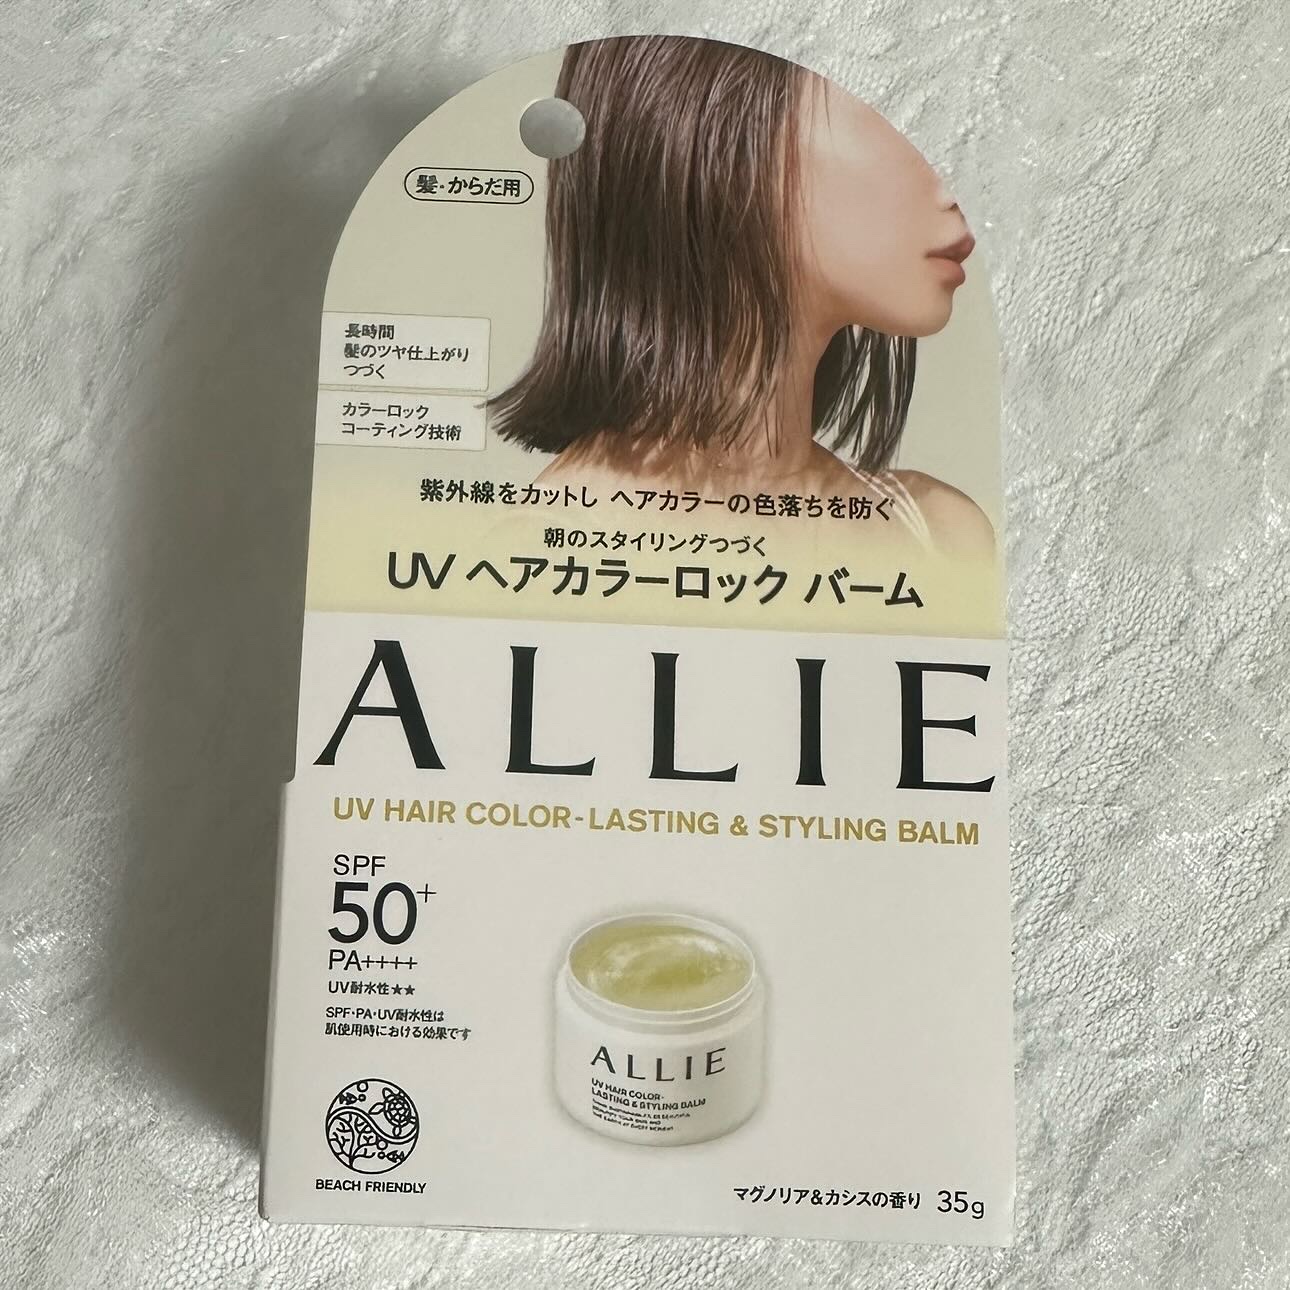 髪・からだ用
長時間
髪のツヤ仕上がり
つづく
カラーロック
コーティング技術
紫外線をカットし ヘアカラーの色落ちを防ぐ
朝のスタイリングつづく
UV ヘアカラーロック バーム
ALLIE
UV HAIR COLOR-LASTING & STYLING BALM
SPF
50+
PA++++
UV耐水性★★
SPF・PA・UV耐水性は
肌使用時における効果です
ALLIE
UV HAIR COLOR-
LASTING & STYLING BALM
BEACH FRIENDLY
マグノリア&カシスの香り 35g